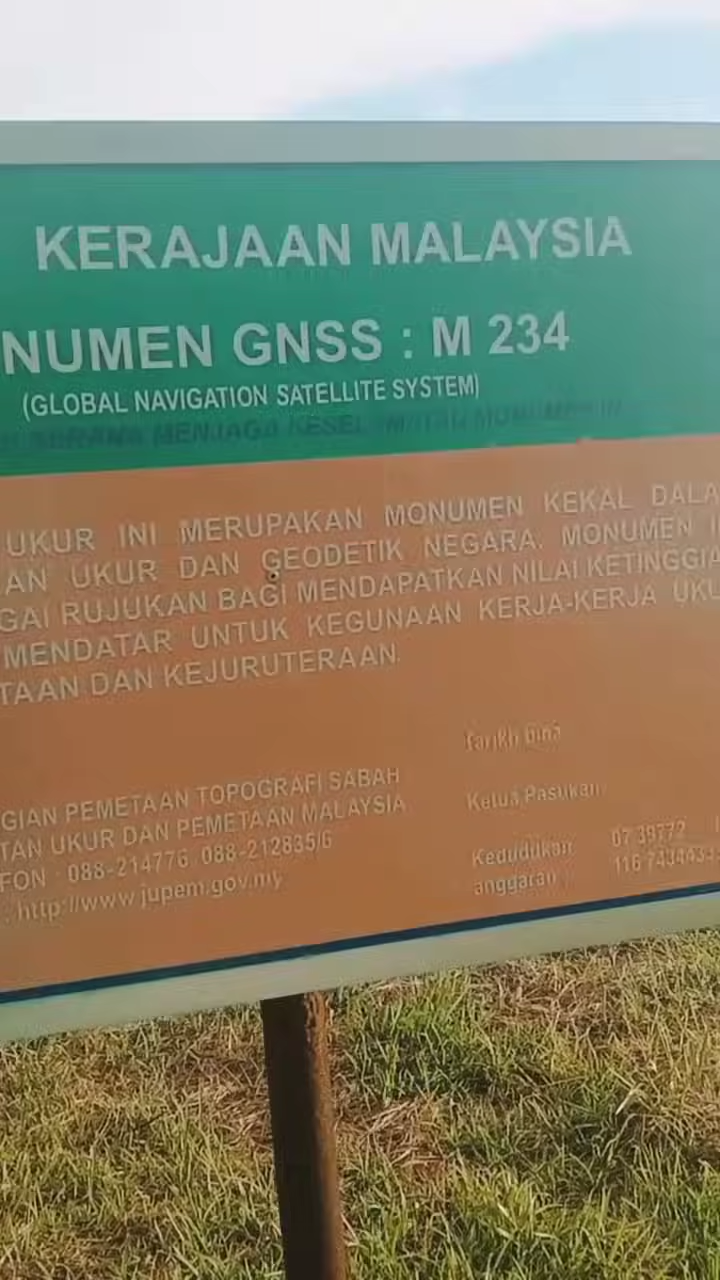 KERAJAAN MALAYSIA
NUMEN GNSS : M 234
(GLOBAL NAVIGATION SATELLITE SYSTEM)
MENJAGA
UKUR INI MERUPAKAN MONUMEN KEKAL DALA
AN UKUR DAN GEODETIK NEGARA. MONUMEN I
GAI RUJUKAN BAGI MENDAPATKAN NILAI KETINGGIA
MENDATAR UNTUK KEGUNAAN KERJA-KERJA UKU
TAAN DAN KEJURUTERAAN.
Tarikh bina
GIAN PEMETAAN TOPOGRAFI SABAH
TAN UKUR DAN PEMETAAN MALAYSIA
FON : 088-214776, 088-212835/6
: http://www.jupem.gov.my
Ketua Pasukan
Kedudukan 07 39772
anggaran :